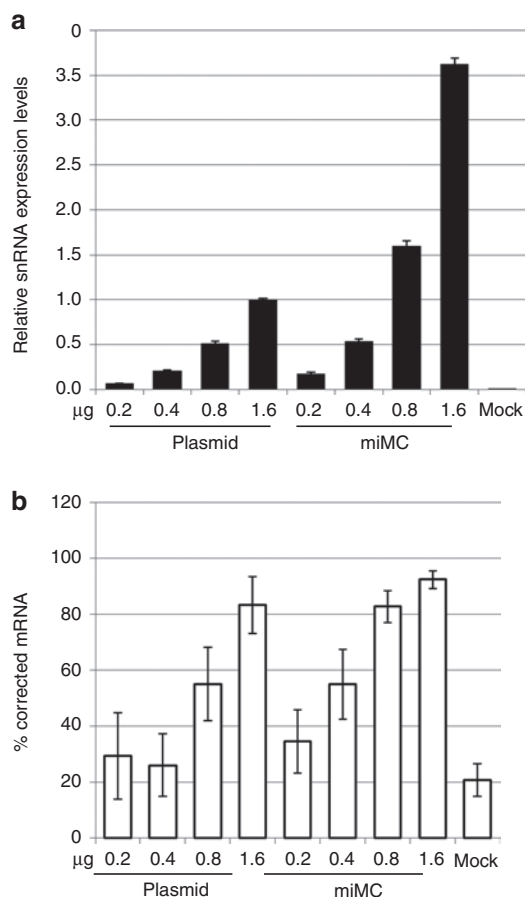 a
Relative snRNA expression levels
0
3.5
3.0
2.5
2.0
1.5
1.0
0.5
0.0
µg 0.2 0.4 0.8 1.6 0.2 0.4 0.8 1.6 Mock
Plasmid miMC
b
% corrected mRNA
120
100
80
60
40
20
0
µg 0.2 0.4 0.8 1.6 0.2 0.4 0.8 1.6 Mock
Plasmid miMC